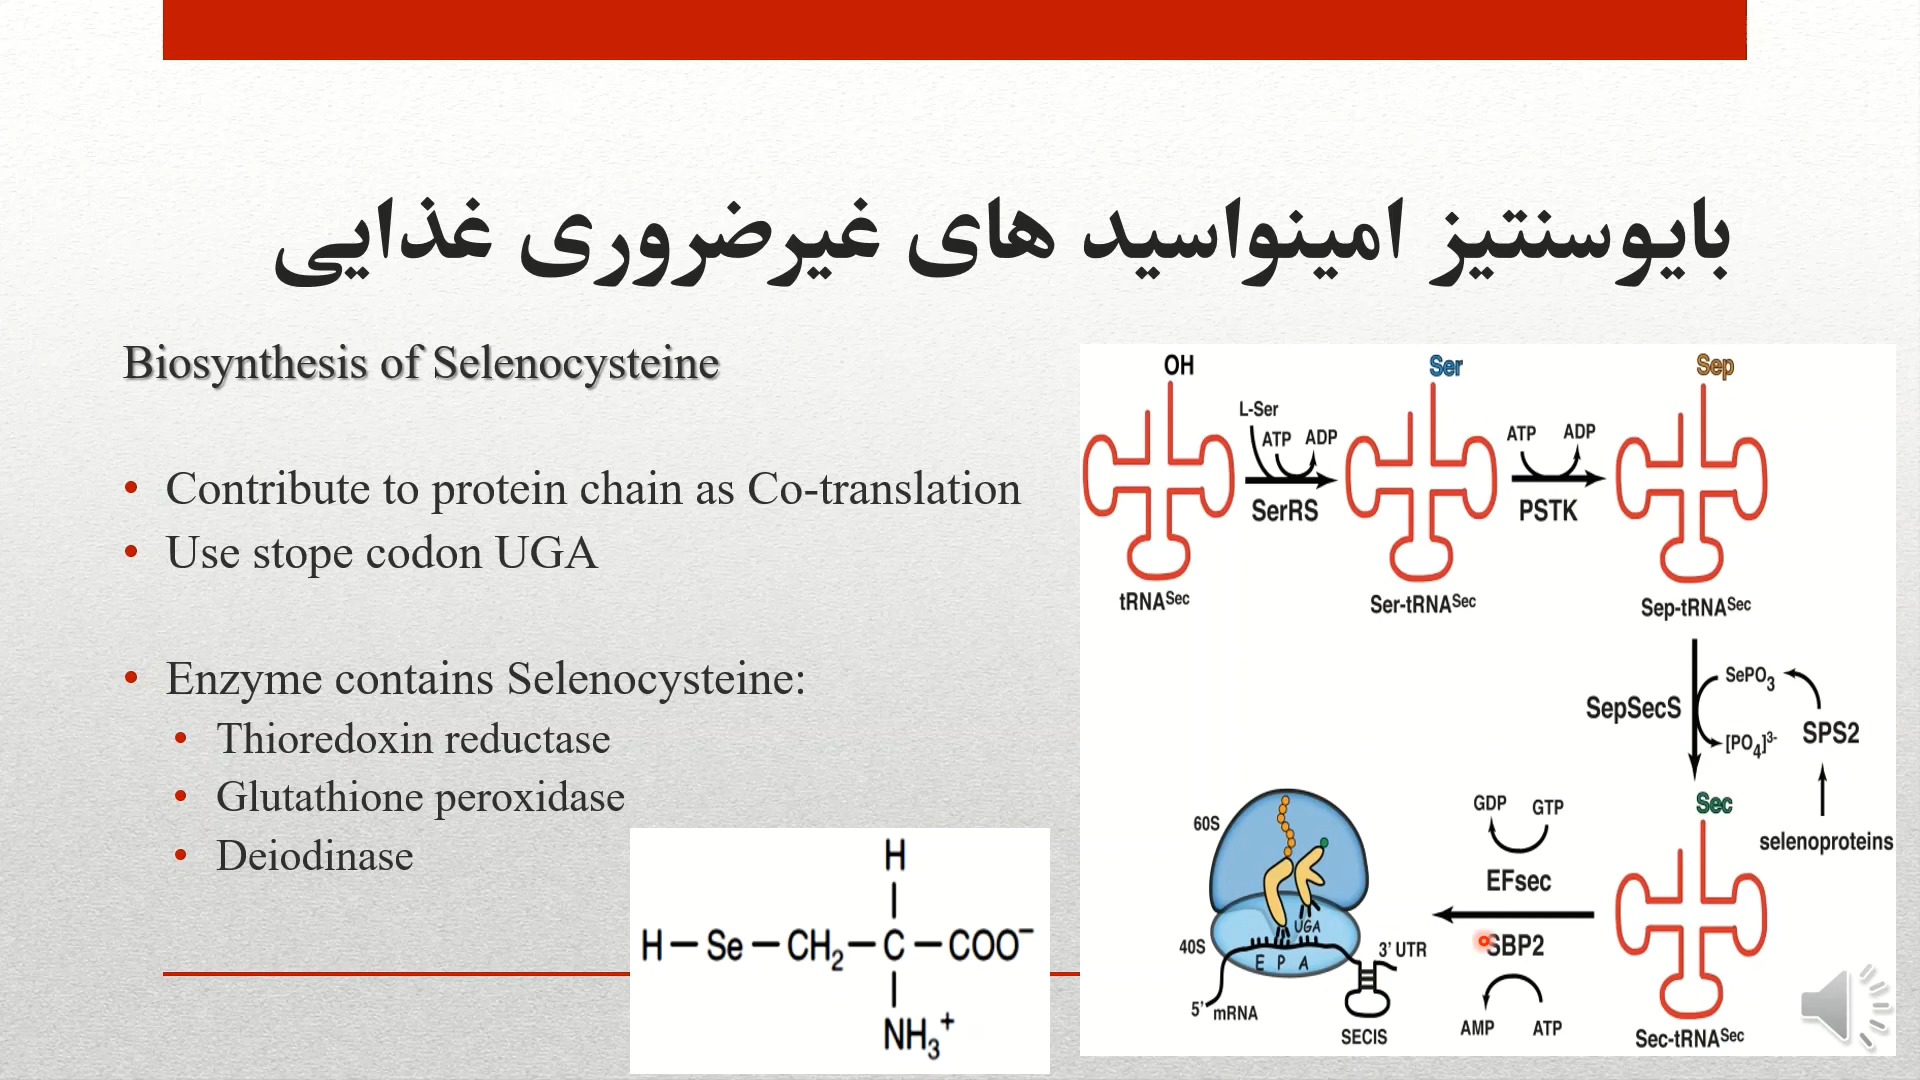 بایوسنتیز امینواسید های غیرضروری غذایی
Biosynthesis of Selenocysteine
• Contribute to protein chain as Co-translation
• Use stope codon UGA
• Enzyme contains Selenocysteine:
• Thioredoxin reductase
• Glutathione peroxidase
• Deiodinase
H
H — Se — CH₂ — C — COO⁻
NH₃⁺
OH
Ser
Sep
L-Ser
ATP ADP
SerRS
ATP ADP
PSTK
tRNASec
Ser-tRNASec
Sep-tRNASec
SePO₃
SepSecS
[PO₄]³⁻
SPS2
selenoproteins
Sec
GDP GTP
EFsec
SBP2
AMP ATP
Sec-tRNASec
60S
UGA
40S
E P A
3' UTR
5' mRNA
SECIS